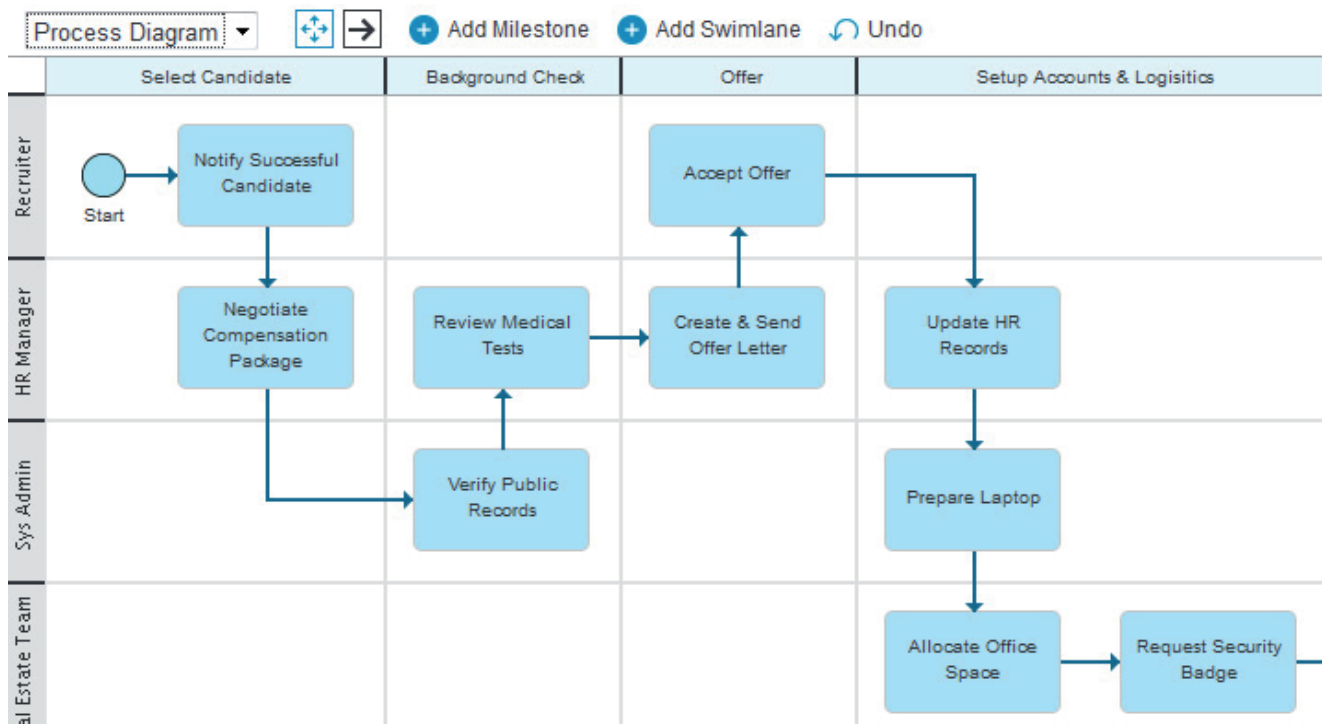 Process Diagram
Add Milestone
Add Swimlane
Undo
Select Candidate
Background Check
Offer
Setup Accounts & Logisitics
Recruiter
Start
Notify Successful
Candidate
Accept Offer
HR Manager
Negotiate
Compensation
Package
Review Medical
Tests
Create & Send
Offer Letter
Update HR
Records
Sys Admin
Verify Public
Records
Prepare Laptop
Estate Team
Allocate Office
Space
Request Security
Badge